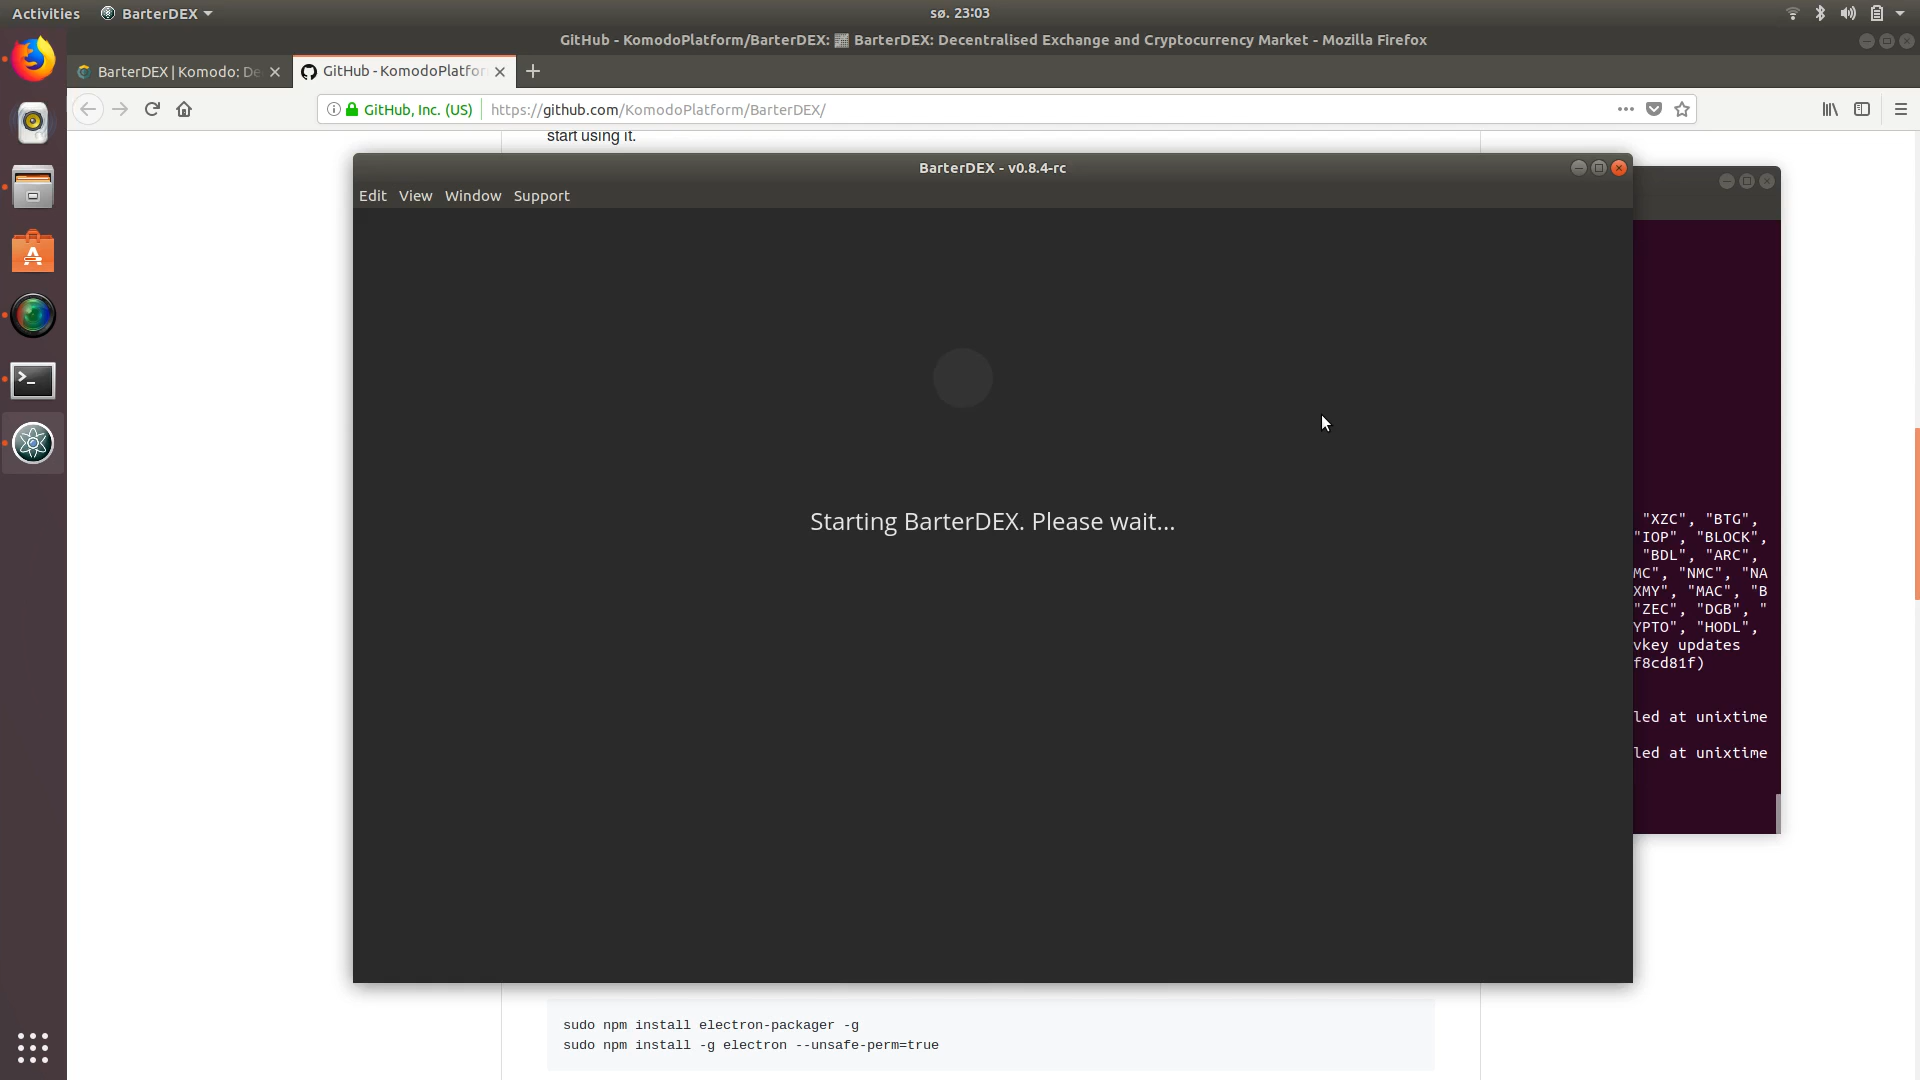 Activities
BarterDEX
sø. 23:03
GitHub - KomodoPlatform/BarterDEX: BarterDEX: Decentralised Exchange and Cryptocurrency Market - Mozilla Firefox
BarterDEX | Komodo: De
GitHub - KomodoPlatfor
GitHub, Inc. (US)
https://github.com/KomodoPlatform/BarterDEX/
start using it.
BarterDEX - v0.8.4-rc
Edit View Window Support
Starting BarterDEX. Please wait...
"XZC", "BTG",
"IOP", "BLOCK",
"BDL", "ARC",
MC", "NMC", "NA
XMY", "MAC", "B
"ZEC", "DGB", "
YPTO", "HODL",
vkey updates
f8cd81f)
led at unixtime
led at unixtime
sudo npm install electron-packager -g
sudo npm install -g electron --unsafe-perm=true